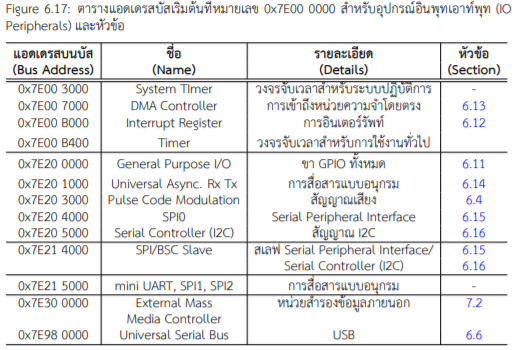 Figure 6.17: ตารางแอดเดรสบัสเริ่มต้นที่หมายเลข 0x7E00 0000 สำหรับอุปกรณ์อินพุทเอาท์พุท (IO
Peripherals) และหัวข้อ
แอดเดรสบนบัส ชื่อ รายละเอียด หัวข้อ
(Bus Address) (Name) (Details) (Section)
0x7E00 3000 System TImer วงจรจับเวลาสำหรับระบบปฏิบัติการ -
0x7E00 7000 DMA Controller การเข้าถึงหน่วยความจำโดยตรง 6.13
0x7E00 B000 Interrupt Register การอินเตอร์รัพท์ 6.12
0x7E00 B400 Timer วงจรจับเวลาสำหรับการใช้งานทั่วไป
0x7E20 0000 General Purpose I/O ขา GPIO ทั้งหมด 6.11
0x7E20 1000 Universal Async. Rx Tx การสื่อสารแบบอนุกรม 6.14
0x7E20 3000 Pulse Code Modulation สัญญาณเสียง 6.4
0x7E20 4000 SPI0 Serial Peripheral Interface 6.15
0x7E20 5000 Serial Controller (I2C) สัญญาณ I2C 6.16
0x7E21 4000 SPI/BSC Slave สเลฟ Serial Peripheral Interface/ 6.15
Serial Controller (I2C) 6.16
0x7E21 5000 mini UART, SPI1, SPI2 การสื่อสารแบบอนุกรม -
0x7E30 0000 External Mass หน่วยสำรองข้อมูลภายนอก 7.2
Media Controller
0x7E98 0000 Universal Serial Bus USB 6.6